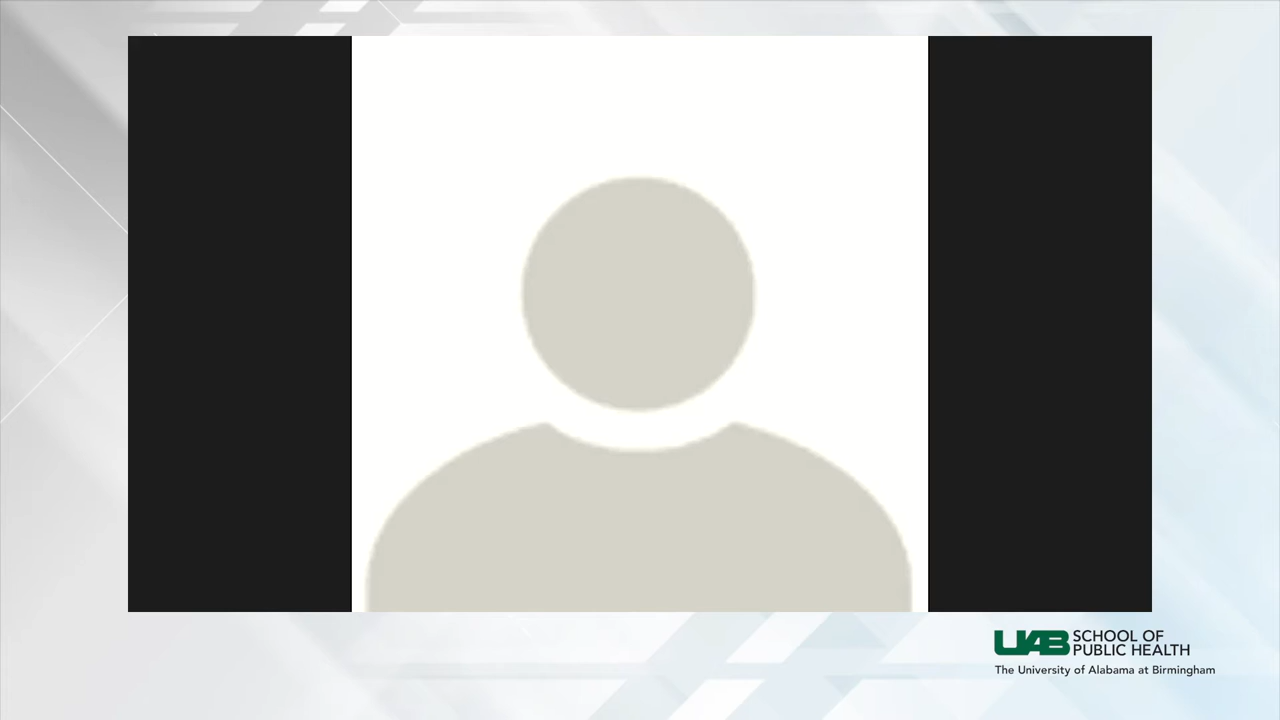 UAB SCHOOL OF
PUBLIC HEALTH
The University of Alabama at Birmingham